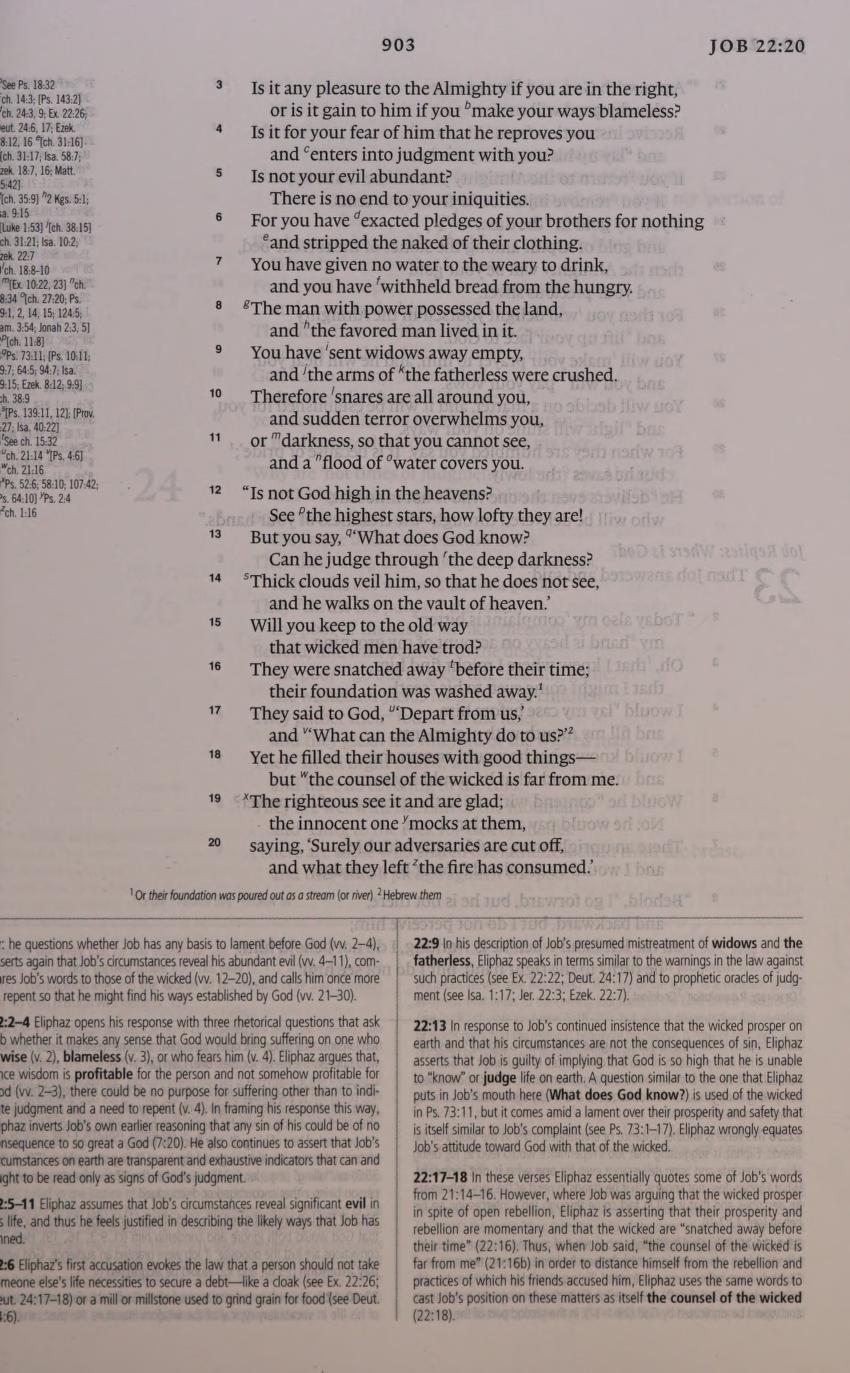 903
JOB 22:20
See Ps. 18:32
ch. 14:3; [Ps. 143:2]
ch. 24:3, 9; Ex. 22:26;
eut. 24:6, 17; Ezek.
8:12, 16 e[ch. 31:16]
[ch. 31:17; Isa. 58:7;
zek. 18:7, 16; Matt.
5:42]
[ch. 35:9] h2 Kgs. 5:1;
sa. 9:15
[Luke 1:53] j[ch. 38:15]
ch. 31:21; Isa. 10:2;
zek. 22:7
lch. 18:8-10
m[Ex. 10:22, 23] nch.
8:34 o[ch. 27:20; Ps.
9:1, 2, 14, 15; 124:5;
am. 3:54; Jonah 2:3, 5]
p[ch. 11:8]
qPs. 73:11; [Ps. 10:11;
9:7; 64:5; 94:7; Isa.
9:15; Ezek. 8:12; 9:9]
ch. 38:9
s[Ps. 139:11, 12]; [Prov.
27; Isa. 40:22]
tSee ch. 15:32
uch. 21:14 v[Ps. 4:6]
wch. 21:16
xPs. 52:6; 58:10; 107:42;
Ps. 64:10] yPs. 2:4
zch. 1:16
3 Is it any pleasure to the Almighty if you are in the right,
or is it gain to him if you bmake your ways blameless?
4 Is it for your fear of him that he reproves you
and center into judgment with you?
5 Is not your evil abundant?
There is no end to your iniquities.
6 For you have dexacted pledges of your brothers for nothing
eand stripped the naked of their clothing.
7 You have given no water to the weary to drink,
and you have fwithheld bread from the hungry.
8 gThe man with power possessed the land,
and hthe favored man lived in it.
9 You have isent widows away empty,
and jthe arms of kthe fatherless were crushed.
10 Therefore lsnares are all around you,
and sudden terror overwhelms you,
11 or mdarkness, so that you cannot see,
and a nflood of owater covers you.
12 “Is not God high in the heavens?
See pthe highest stars, how lofty they are!
13 But you say, q‘What does God know?
Can he judge through rthe deep darkness?
14 sThick clouds veil him, so that he does not see,
and he walks on the vault of heaven.’
15 Will you keep to the old way
that wicked men have trod?
16 They were snatched away tbefore their time;
their foundation was washed away.1
17 They said to God, u‘Depart from us,’
and v‘What can the Almighty do to us?’2
18 Yet he filled their houses with good things—
but wthe counsel of the wicked is far from me.
19 xThe righteous see it and are glad;
the innocent one ymocks at them,
20 saying, ‘Surely our adversaries are cut off,
and what they left zthe fire has consumed.’
1 Or their foundation was poured out as a stream (or river) 2 Hebrew them
: he questions whether Job has any basis to lament before God (vv. 2–4),
serts again that Job's circumstances reveal his abundant evil (vv. 4–11), com-
res Job's words to those of the wicked (vv. 12–20), and calls him once more
repent so that he might find his ways established by God (vv. 21–30).
2:2–4 Eliphaz opens his response with three rhetorical questions that ask
b whether it makes any sense that God would bring suffering on one who
wise (v. 2), blameless (v. 3), or who fears him (v. 4). Eliphaz argues that,
nce wisdom is profitable for the person and not somehow profitable for
od (vv. 2–3), there could be no purpose for suffering other than to indi-
te judgment and a need to repent (v. 4). In framing his response this way,
phaz inverts Job's own earlier reasoning that any sin of his could be of no
nsequence to so great a God (7:20). He also continues to assert that Job's
cumstances on earth are transparent and exhaustive indicators that can and
ght to be read only as signs of God's judgment.
2:5–11 Eliphaz assumes that Job's circumstances reveal significant evil in
s life, and thus he feels justified in describing the likely ways that Job has
nned.
2:6 Eliphaz's first accusation evokes the law that a person should not take
meone else's life necessities to secure a debt—like a cloak (see Ex. 22:26;
eut. 24:17–18) or a mill or millstone used to grind grain for food (see Deut.
4:6).
22:9 In his description of Job's presumed mistreatment of widows and the
fatherless, Eliphaz speaks in terms similar to the warnings in the law against
such practices (see Ex. 22:22; Deut. 24:17) and to prophetic oracles of judg-
ment (see Isa. 1:17; Jer. 22:3; Ezek. 22:7).
22:13 In response to Job's continued insistence that the wicked prosper on
earth and that his circumstances are not the consequences of sin, Eliphaz
asserts that Job is guilty of implying that God is so high that he is unable
to “know” or judge life on earth. A question similar to the one that Eliphaz
puts in Job's mouth here (What does God know?) is used of the wicked
in Ps. 73:11, but it comes amid a lament over their prosperity and safety that
is itself similar to Job's complaint (see Ps. 73:1–17). Eliphaz wrongly equates
Job's attitude toward God with that of the wicked.
22:17–18 In these verses Eliphaz essentially quotes some of Job's words
from 21:14–16. However, where Job was arguing that the wicked prosper
in spite of open rebellion, Eliphaz is asserting that their prosperity and
rebellion are momentary and that the wicked are “snatched away before
their time” (22:16). Thus, when Job said, “the counsel of the wicked is
far from me” (21:16b) in order to distance himself from the rebellion and
practices of which his friends accused him, Eliphaz uses the same words to
cast Job's position on these matters as itself the counsel of the wicked
(22:18).